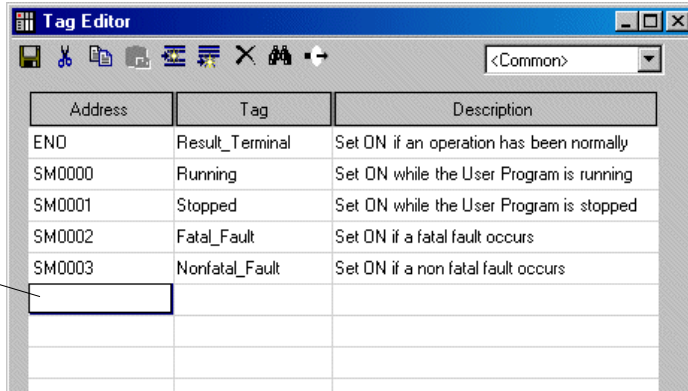 Tag Editor
<Common>
Address Tag Description
ENO Result_Terminal Set ON if an operation has been normally
SM0000 Running Set ON while the User Program is running
SM0001 Stopped Set ON while the User Program is stopped
SM0002 Fatal_Fault Set ON if a fatal fault occurs
SM0003 Nonfatal_Fault Set ON if a non fatal fault occurs